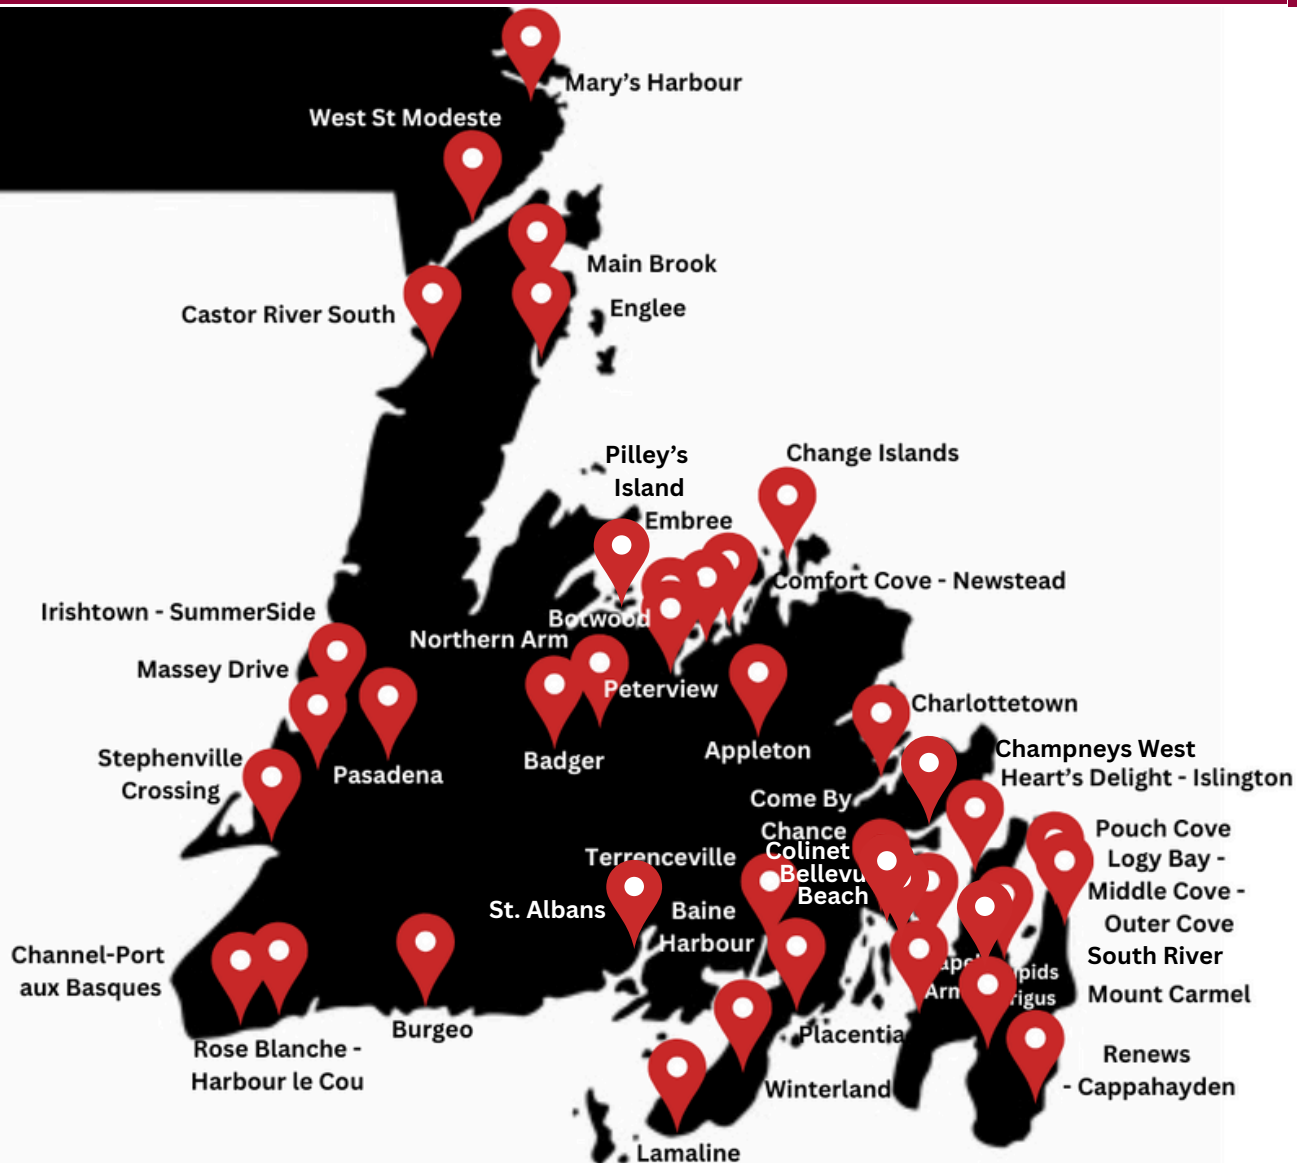 Mary's Harbour
West St Modeste
Main Brook
Castor River South
Englee
Pilley's
Island
Change Islands
Embree
Comfort Cove - Newstead
Irishtown - SummerSide
Botwood
Northern Arm
Massey Drive
Peterview
Charlottetown
Stephenville
Crossing
Pasadena
Badger
Appleton
Champneys West
Heart's Delight - Islington
Come By
Chance
Pouch Cove
Colinet
Terrenceville
Bellevu
Beach
Logy Bay -
Middle Cove -
Outer Cove
St. Albans
Baine
Harbour
Channel-Port
aux Basques
South River
Arm
Mount Carmel
Burgeo
Placentia
Rose Blanche -
Harbour le Cou
Renews
- Cappahayden
Winterland
Lamaline